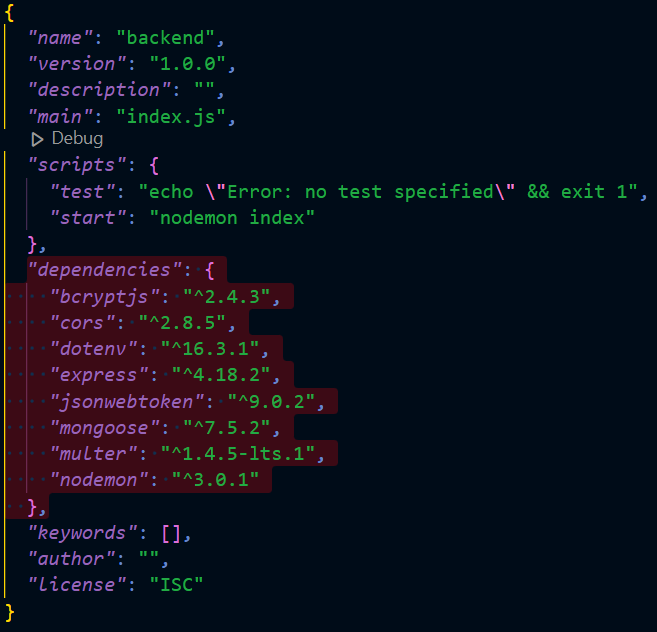 {
"name": "backend",
"version": "1.0.0",
"description": "",
"main": "index.js",
Debug
"scripts": {
"test": "echo \"Error: no test specified\" && exit 1",
"start": "nodemon index"
},
"dependencies": {
"bcryptjs": "^2.4.3",
"cors": "^2.8.5",
"dotenv": "^16.3.1",
"express": "^4.18.2",
"jsonwebtoken": "^9.0.2",
"mongoose": "^7.5.2",
"multer": "^1.4.5-lts.1",
"nodemon": "^3.0.1"
},
"keywords": [],
"author": "",
"license": "ISC"
}